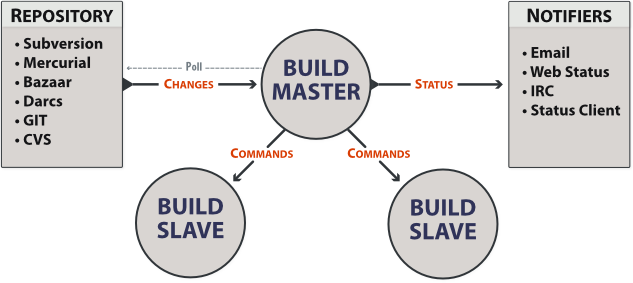 REPOSITORY
• Subversion
• Mercurial
• Bazaar
• Darcs
• GIT
• CVS
Poll
CHANGES
BUILD
MASTER
STATUS
NOTIFIERS
• Email
• Web Status
• IRC
• Status Client
COMMANDS
COMMANDS
BUILD
SLAVE
BUILD
SLAVE